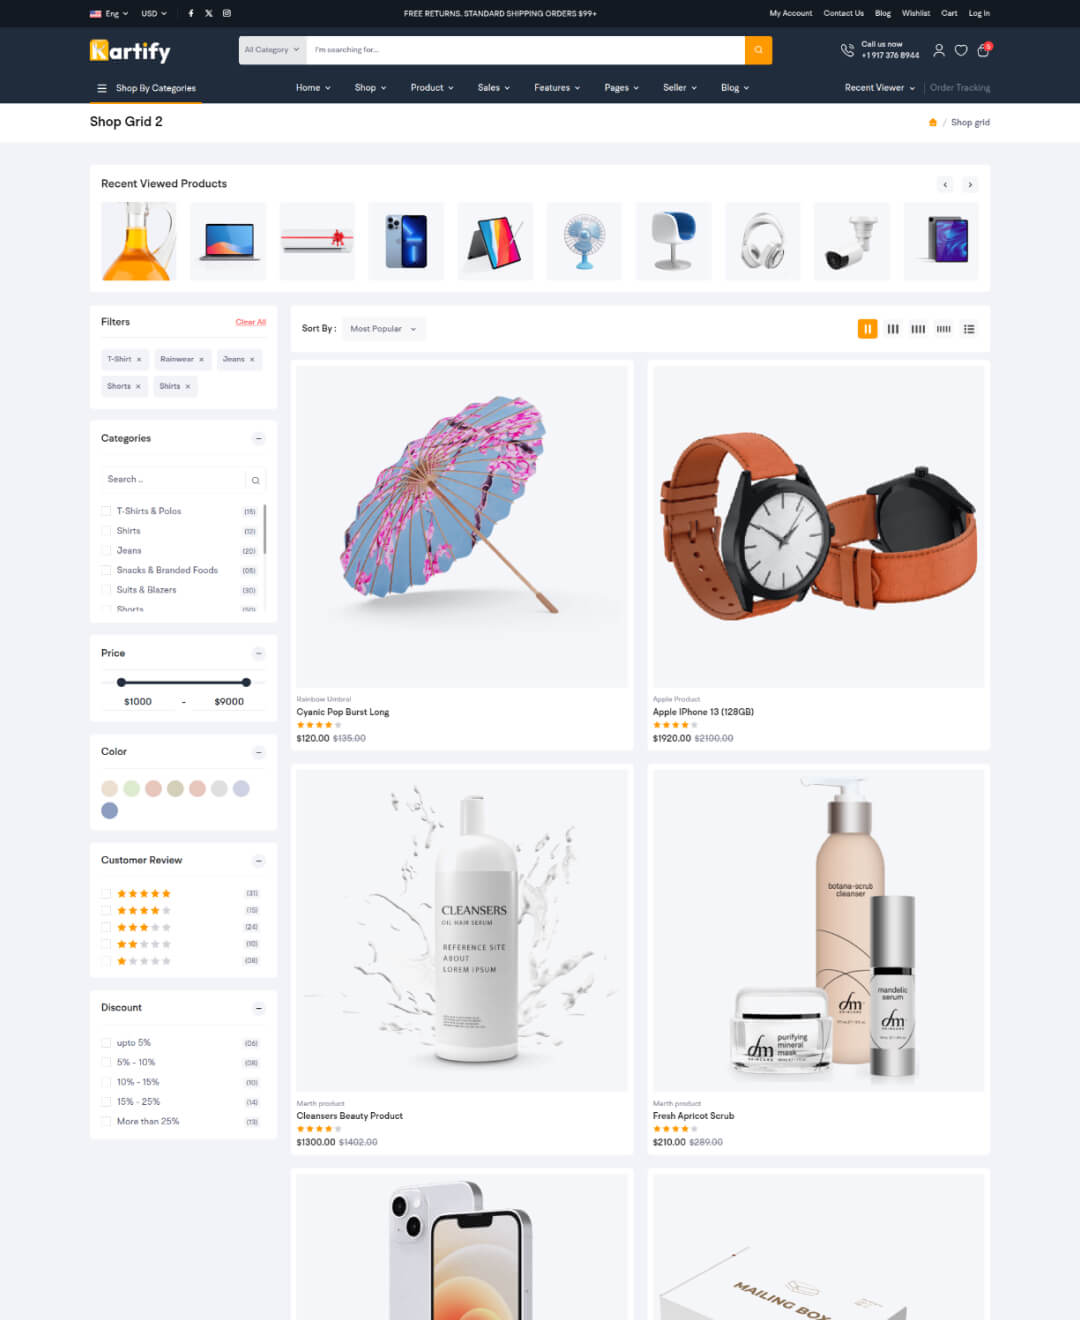 Eng USD FREE RETURNS. STANDARD SHIPPING ORDERS $99+ My Account Contact Us Blog Wishlist Cart Log In
Kartify All Category I'm searching for... Call us now
+1 917 376 8944
Shop By Categories Home Shop Product Sales Features Pages Seller Blog Recent Viewer Order Tracking
Shop Grid 2 / Shop grid
Recent Viewed Products
Filters Clear All
T-Shirt × Rainwear × Jeans ×
Shorts × Shirts ×
Sort By : Most Popular
Categories
Search ..
T-Shirts & Polos (15)
Shirts (12)
Jeans (20)
Snacks & Branded Foods (05)
Suits & Blazers (30)
Shorts (50)
Price
$1000 - $9000
Color
Customer Review
(31)
(15)
(24)
(10)
(08)
Discount
upto 5% (06)
5% - 10% (08)
10% - 15% (10)
15% - 25% (14)
More than 25% (13)
Rainbow Umbral
Cyanic Pop Burst Long
$120.00 $135.00
Apple Product
Apple IPhone 13 (128GB)
$1920.00 $2100.00
CLEANSERS
OIL HAIR SERUM
REFERENCE SITE
ABOUT
LOREM IPSUM
Marth product
Cleansers Beauty Product
$1300.00 $1402.00
botana-scrub
cleanser
dm
SKINCARE
mandelic
serum
dm
SKINCARE
dm
SKINCARE
purifying
mineral
mask
Marth product
Fresh Apricot Scrub
$210.00 $289.00
MAILING BOX